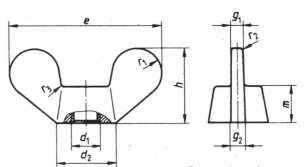 e
g₁
r₂
r₁
r₃
h
m
d₁
g₂
d₂